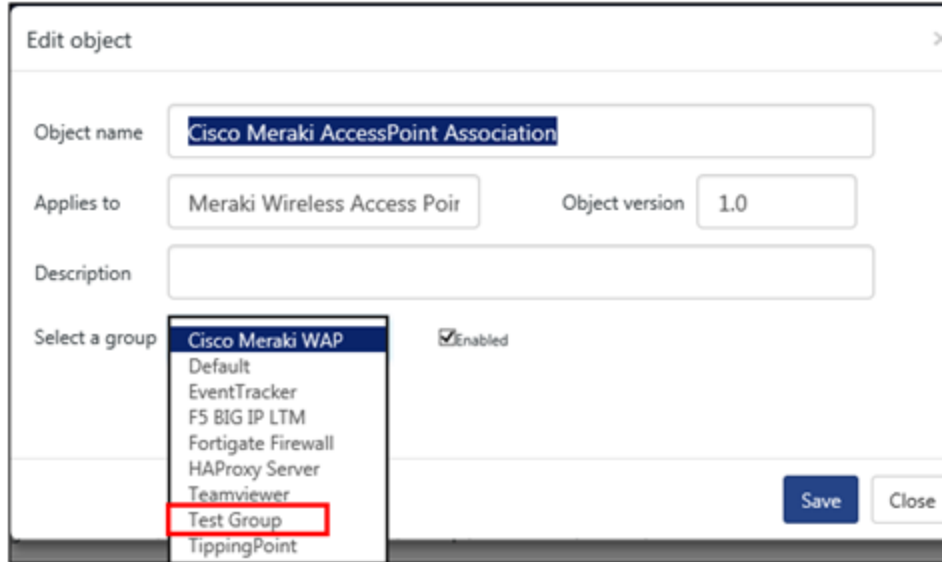 Edit object
Object name Cisco Meraki AccessPoint Association
Applies to Meraki Wireless Access Poir Object version 1.0
Description
Select a group Cisco Meraki WAP Enabled
Default
EventTracker
F5 BIG IP LTM
Fortigate Firewall
HAProxy Server
Teamviewer
Test Group
TippingPoint
Save Close